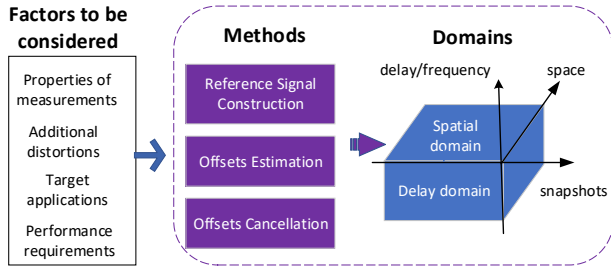 Factors to be
considered
Properties of
measurements
Additional
distortions
Target
applications
Performance
requirements
Methods
Reference Signal
Construction
Offsets Estimation
Offsets Cancellation
Domains
delay/frequency
space
Spatial
domain
Delay domain
snapshots